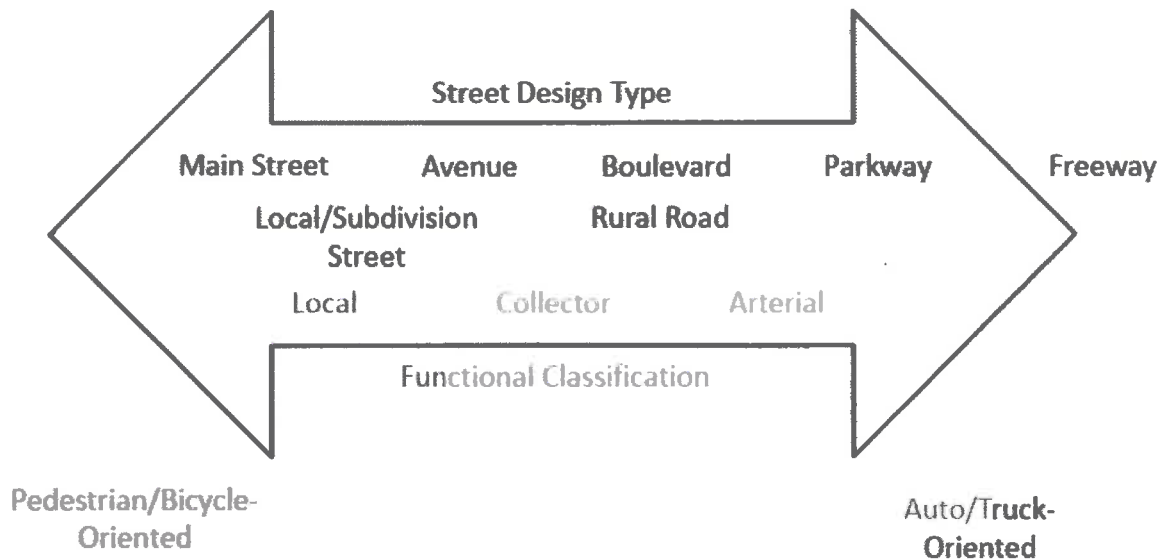 Street Design Type
Main Street Avenue Boulevard Parkway Freeway
Local/Subdivision Rural Road
Street
Local Collector Arterial
Functional Classification
Pedestrian/Bicycle-
Oriented
Auto/Truck-
Oriented